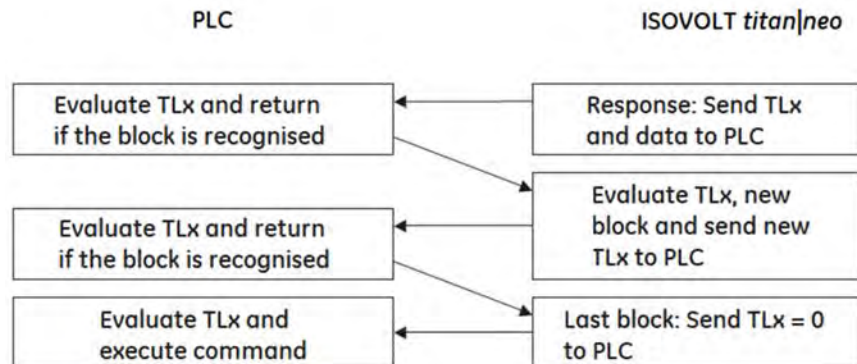 PLC
ISOVOLT titan|neo
Evaluate TLx and return
if the block is recognised
Response: Send TLx
and data to PLC
Evaluate TLx, new
block and send new
TLx to PLC
Evaluate TLx and return
if the block is recognised
Evaluate TLx and
execute command
Last block: Send TLx = 0
to PLC